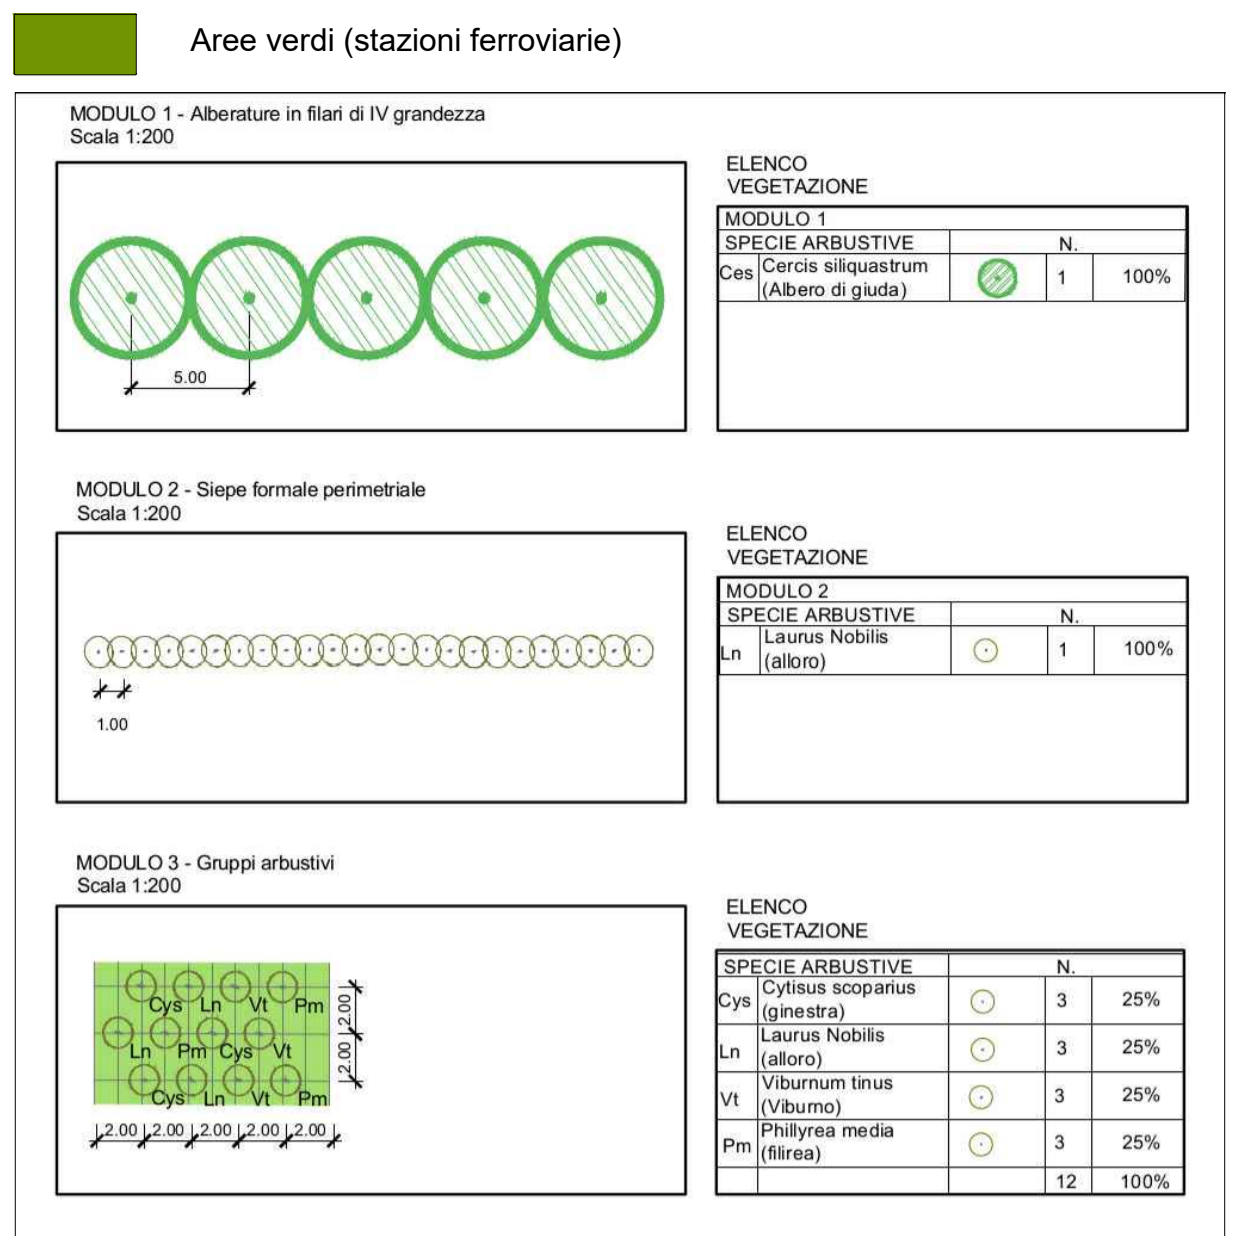 Aree verdi (stazioni ferroviarie)
MODULO 1 - Alberature in filari di IV grandezza
Scala 1:200
5.00
ELENCO
VEGETAZIONE
MODULO 1
SPECIE ARBUSTIVE N.
Ces Cercis siliquastrum (Albero di giuda) 1 100%
MODULO 2 - Siepe formale perimetriale
Scala 1:200
1.00
ELENCO
VEGETAZIONE
MODULO 2
SPECIE ARBUSTIVE N.
Ln Laurus Nobilis (alloro) 1 100%
MODULO 3 - Gruppi arbustivi
Scala 1:200
Cys Ln Vt Pm
Ln Pm Cys Vt
Cys Ln Vt Pm
2.00
2.00
2.00 2.00 2.00 2.00 2.00
ELENCO
VEGETAZIONE
SPECIE ARBUSTIVE N.
Cys Cytisus scoparius (ginestra) 3 25%
Ln Laurus Nobilis (alloro) 3 25%
Vt Viburnum tinus (Viburno) 3 25%
Pm Phillyrea media (filirea) 3 25%
12 100%